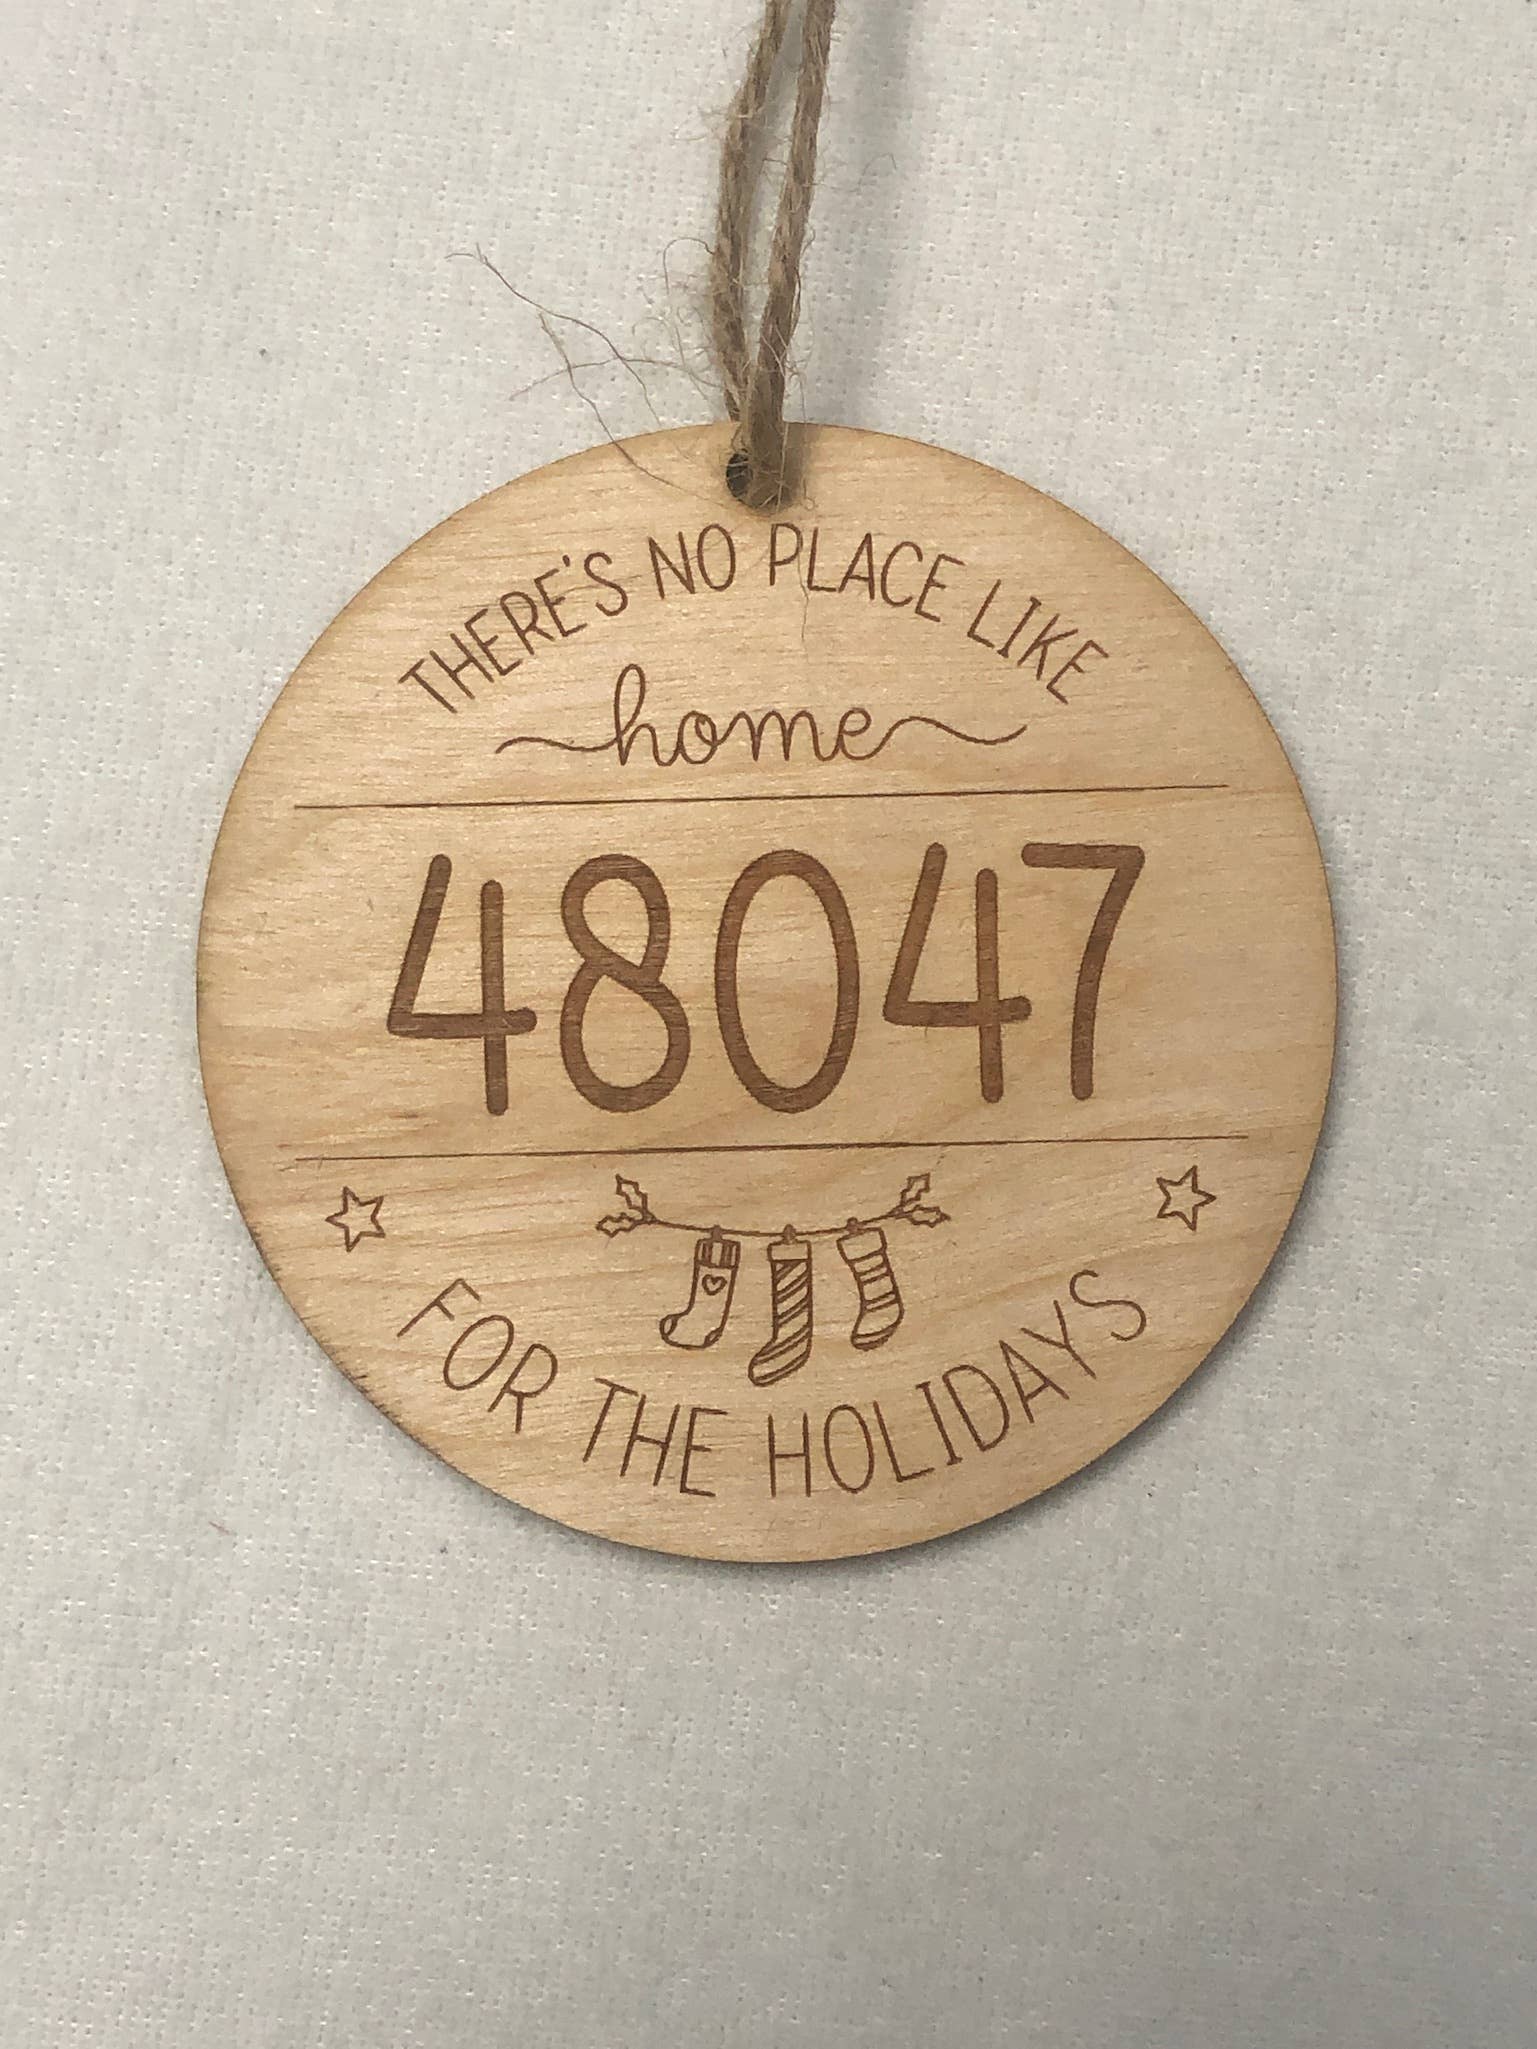 THERE'S NO PLACE LIKE
home
48047
FOR THE HOLIDAYS